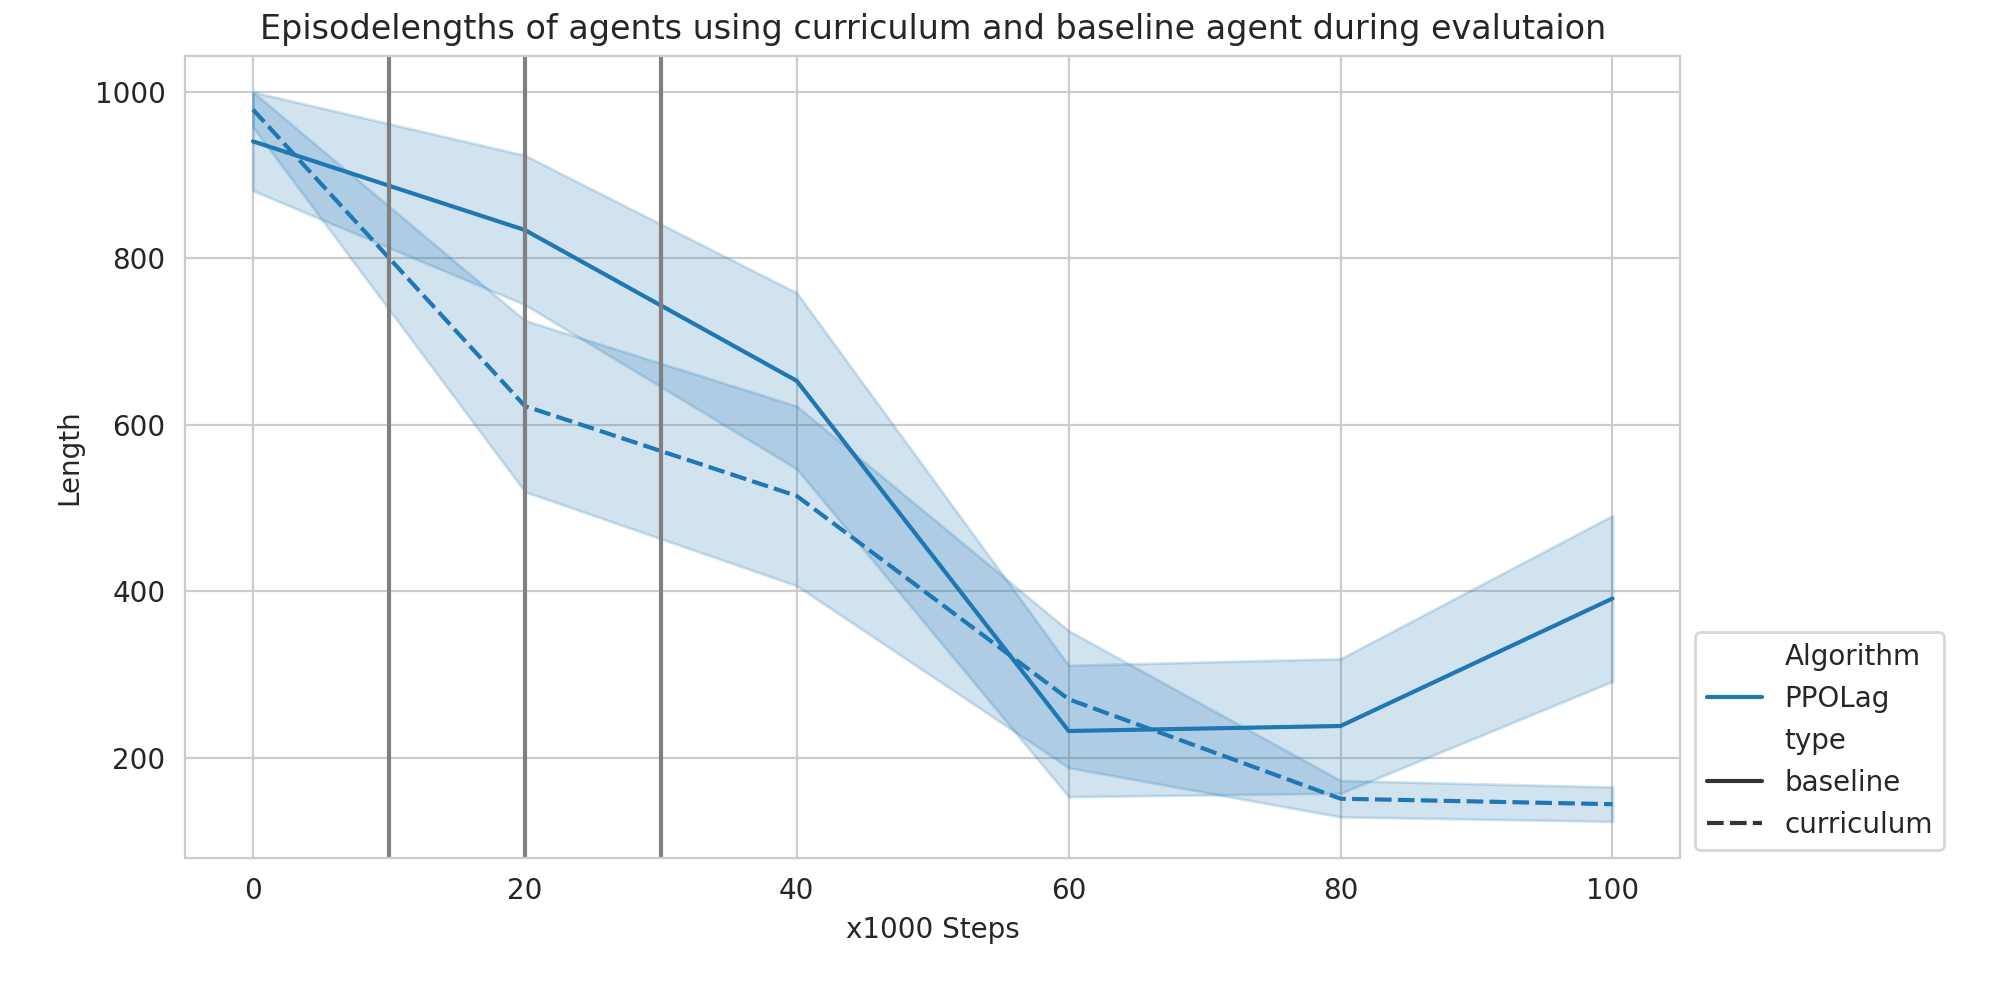 Episodelengths of agents using curriculum and baseline agent during evalutaion
1000
800
600
400
200
Length
0 20 40 60 80 100
x1000 Steps
Algorithm
PPOLag
type
baseline
curriculum